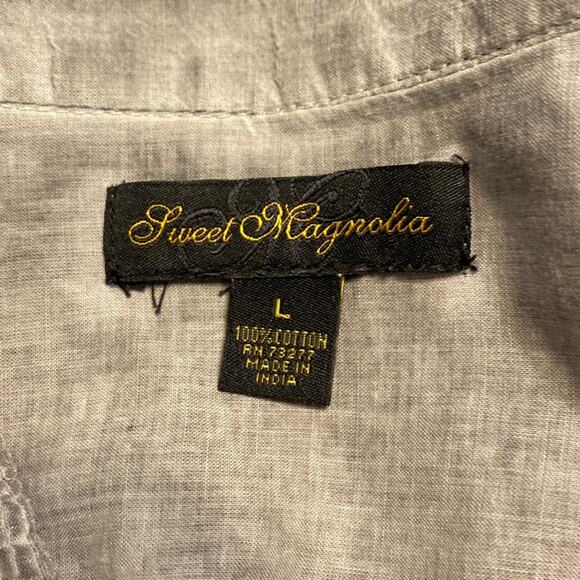 Sweet Magnolia
L
100% COTTON
RN 73277
MADE IN
INDIA